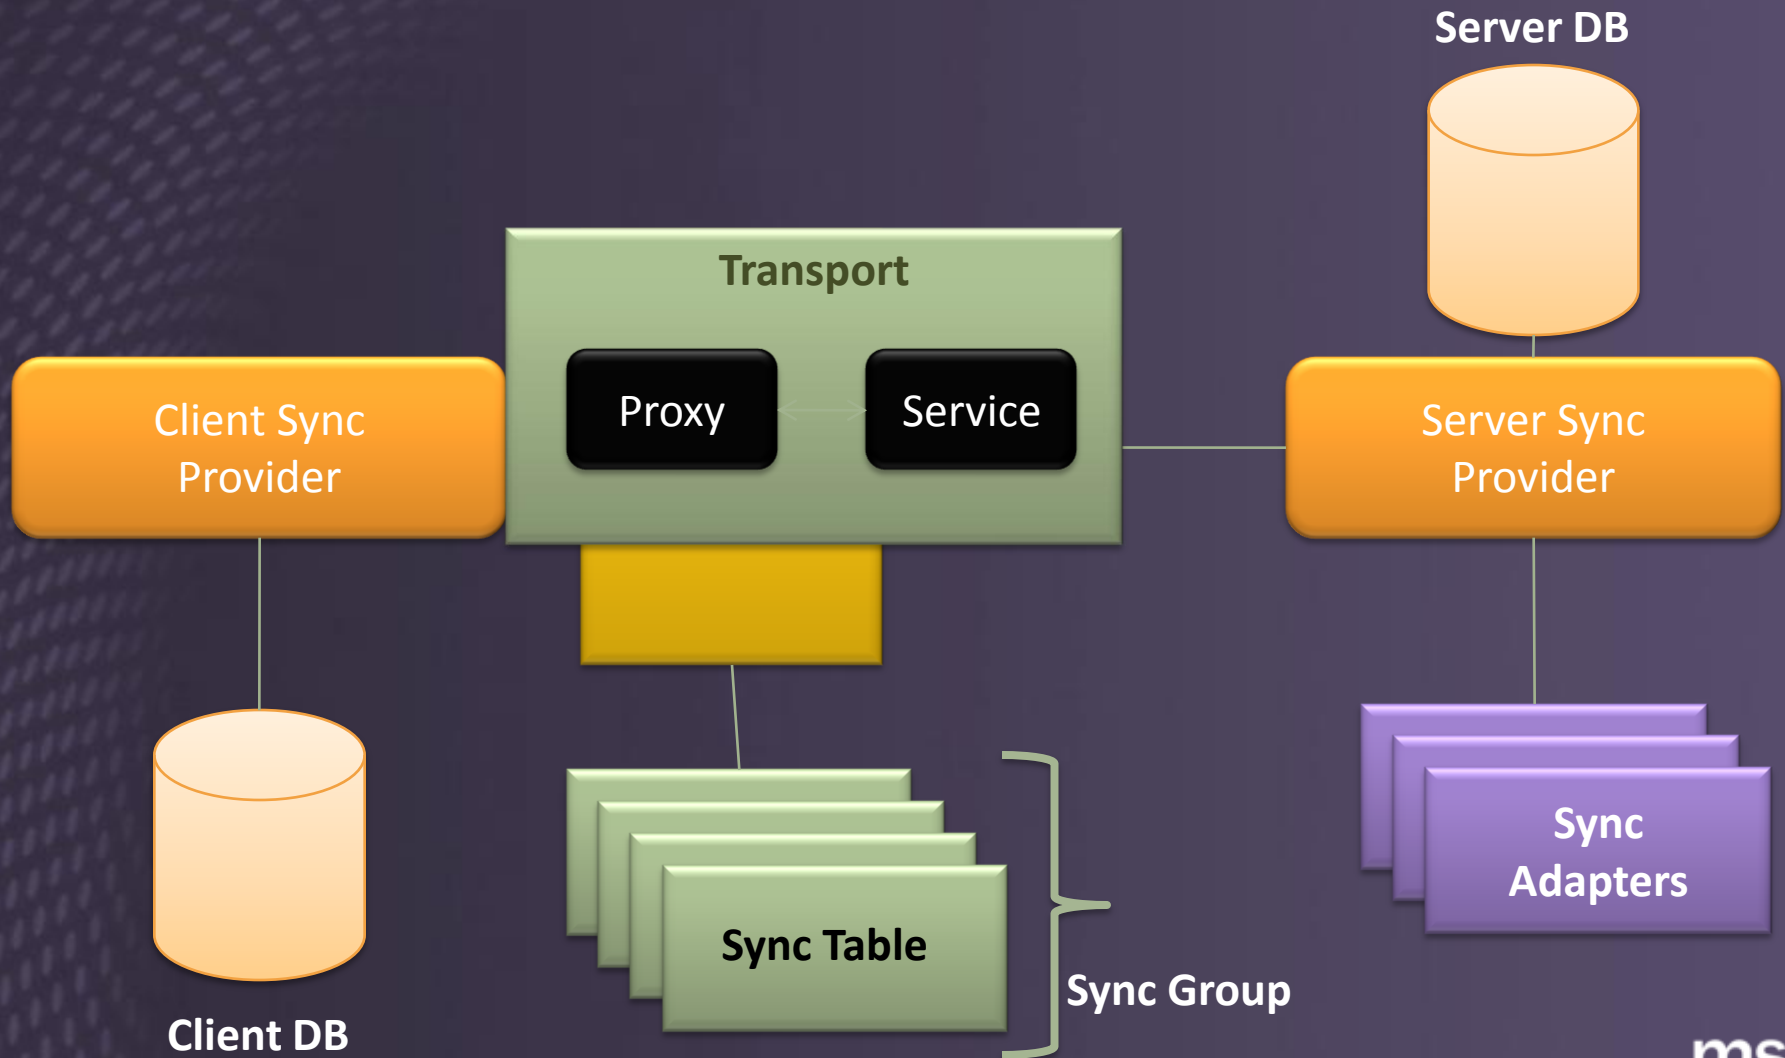 Server DB
Transport
Proxy
Service
Client Sync
Provider
Server Sync
Provider
Sync
Adapters
Sync Table
Sync Group
Client DB